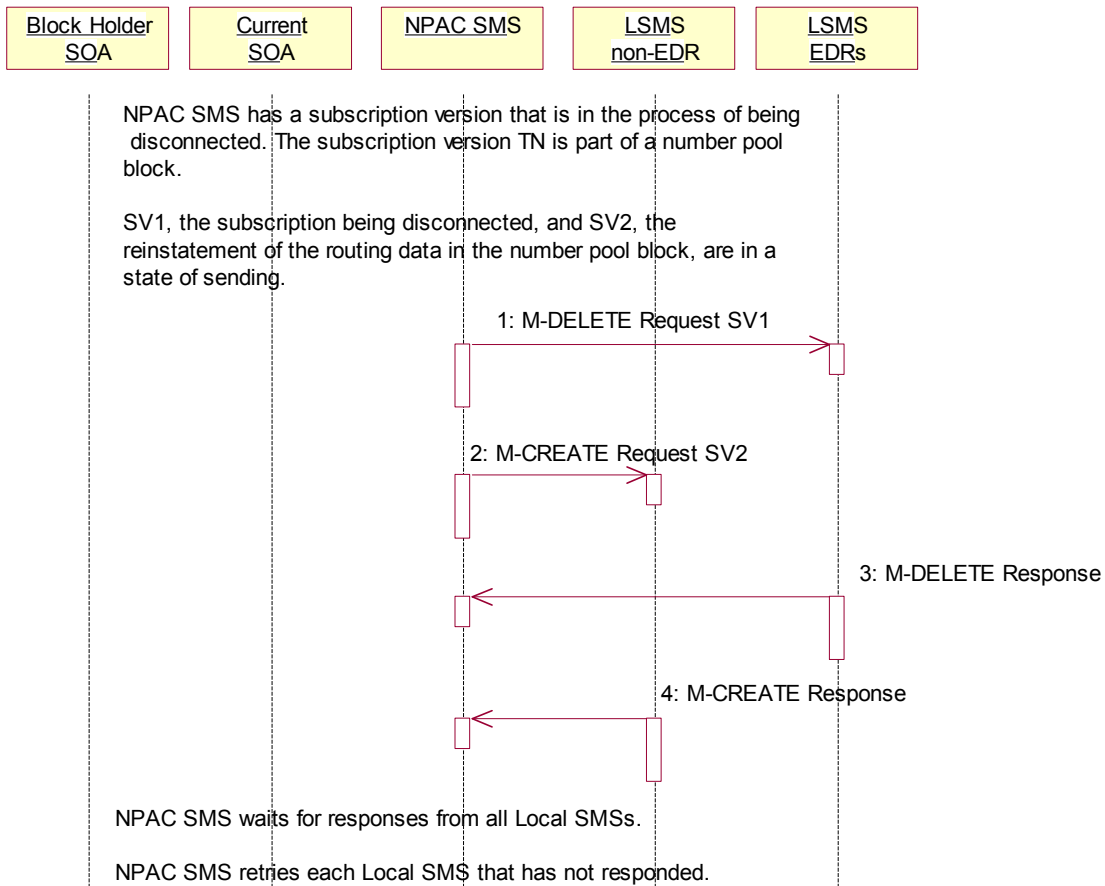 Block Holder
SOA
Current
SOA
NPAC SMS
LSMS
non-EDR
LSMS
EDRs
NPAC SMS has a subscription version that is in the process of being
disconnected. The subscription version TN is part of a number pool
block.
SV1, the subscription being disconnected, and SV2, the
reinstatement of the routing data in the number pool block, are in a
state of sending.
1: M-DELETE Request SV1
2: M-CREATE Request SV2
3: M-DELETE Response
4: M-CREATE Response
NPAC SMS waits for responses from all Local SMSs.
NPAC SMS retries each Local SMS that has not responded.